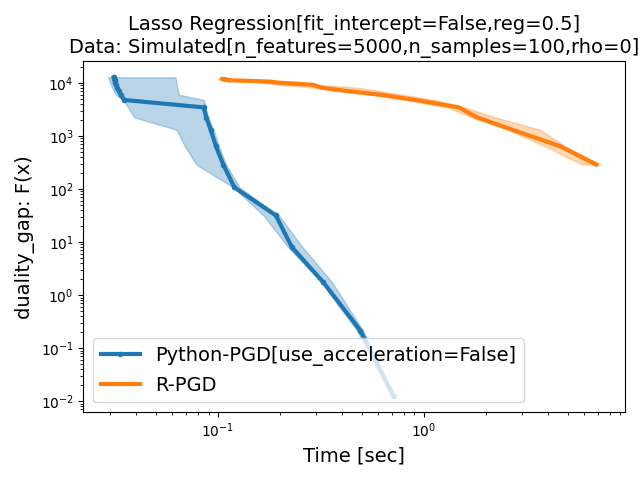 Lasso Regression[fit_intercept=False,reg=0.5]
Data: Simulated[n_features=5000,n_samples=100,rho=0]
duality_gap: F(x)
10⁴
10³
10²
10¹
10⁰
10⁻¹
10⁻²
Python-PGD[use_acceleration=False]
R-PGD
10⁻¹
10⁰
Time [sec]